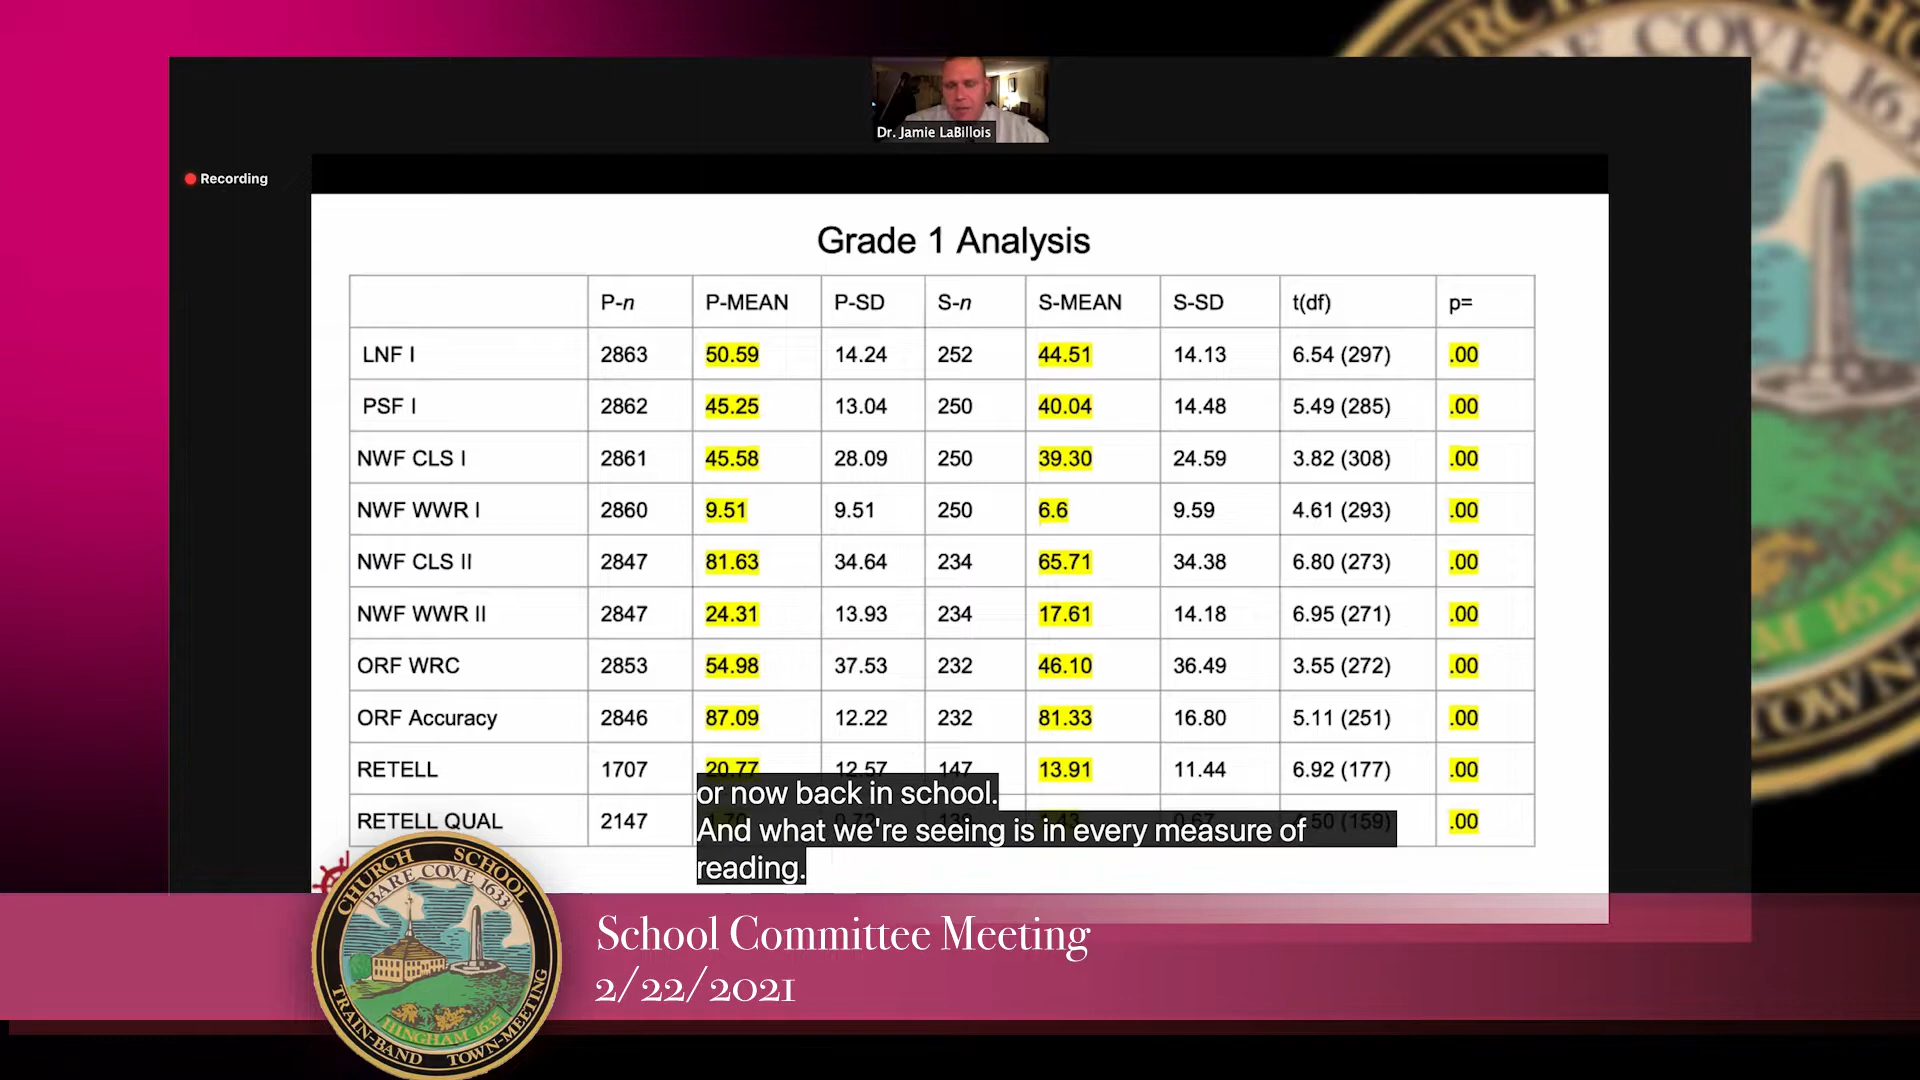 Dr. Jamie LaBillois
Recording
Grade 1 Analysis
P-n P-MEAN P-SD S-n S-MEAN S-SD t(df) p=
LNF I 2863 50.59 14.24 252 44.51 14.13 6.54 (297) .00
PSF I 2862 45.25 13.04 250 40.04 14.48 5.49 (285) .00
NWF CLS I 2861 45.58 28.09 250 39.30 24.59 3.82 (308) .00
NWF WWR I 2860 9.51 9.51 250 6.6 9.59 4.61 (293) .00
NWF CLS II 2847 81.63 34.64 234 65.71 34.38 6.80 (273) .00
NWF WWR II 2847 24.31 13.93 234 17.61 14.18 6.95 (271) .00
ORF WRC 2853 54.98 37.53 232 46.10 36.49 3.55 (272) .00
ORF Accuracy 2846 87.09 12.22 232 81.33 16.80 5.11 (251) .00
RETELL 1707 20.77 12.57 147 13.91 11.44 6.92 (177) .00
RETELL QUAL 2147 .00
or now back in school.
And what we're seeing is in every measure of
reading.
School Committee Meeting
2/22/2021
CHURCH SCHOOL
BARE COVE 1633
HINGHAM 1635
TRAIN-BAND TOWN-MEETING